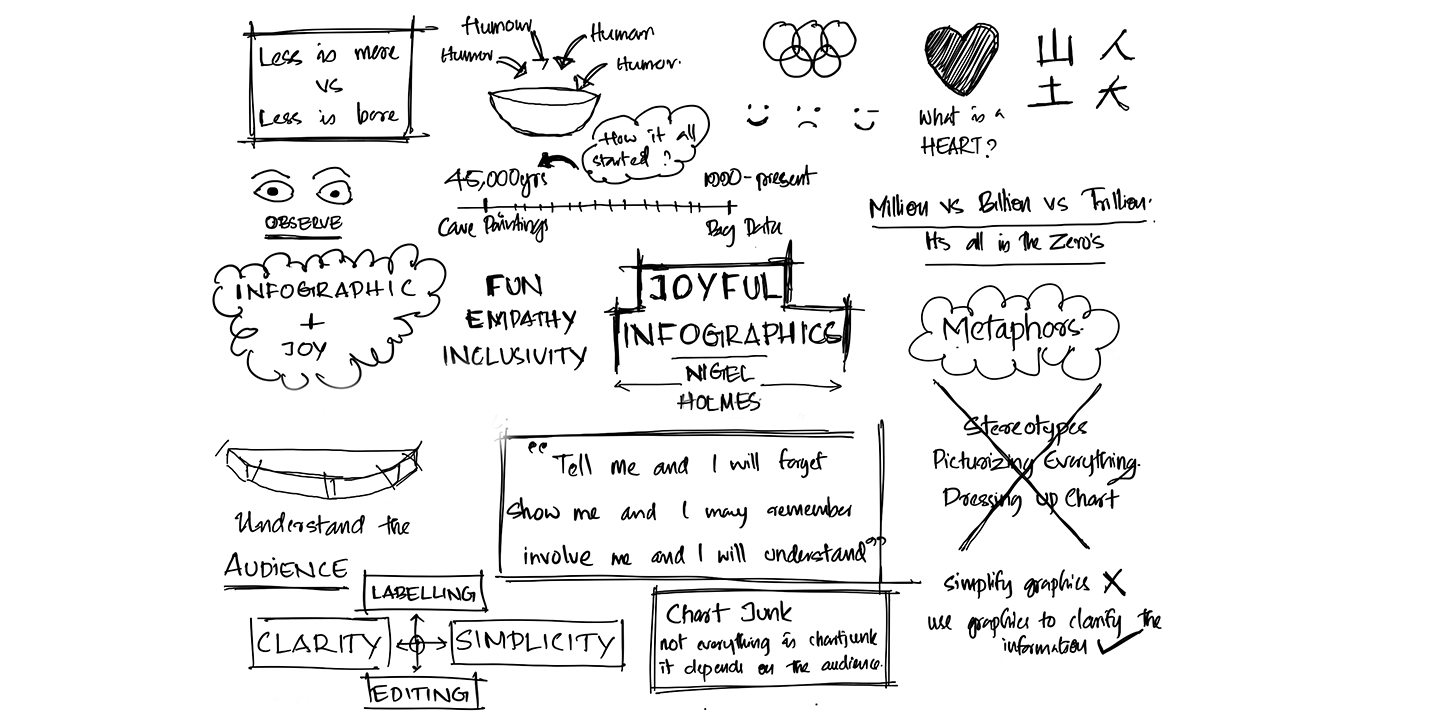 Less is more
vs
Less is bore
Humour
Humor
Human
Humor.
What is a
HEART?
山 人
土 大
How it all
started?
45,000yrs
1000-present
Cave Paintings
Bag Data
OBSERVE
Million vs Billion vs Trillion.
Its all in the Zero's
INFOGRAPHIC
+
JOY
FUN
EMPATHY
INCLUSIVITY
JOYFUL
INFOGRAPHICS
NIGEL
HOLMES
Metaphors.
Stereotypes
Picturizing Everything.
Dressing up Chart
simplify graphics X
use graphics to clarify the
information ✓
Understand the
AUDIENCE
“Tell me and I will forget
show me and I may remember
involve me and I will understand”
LABELLING
CLARITY
SIMPLICITY
EDITING
Chart Junk
not everything is chartjunk
it depends on the audience.